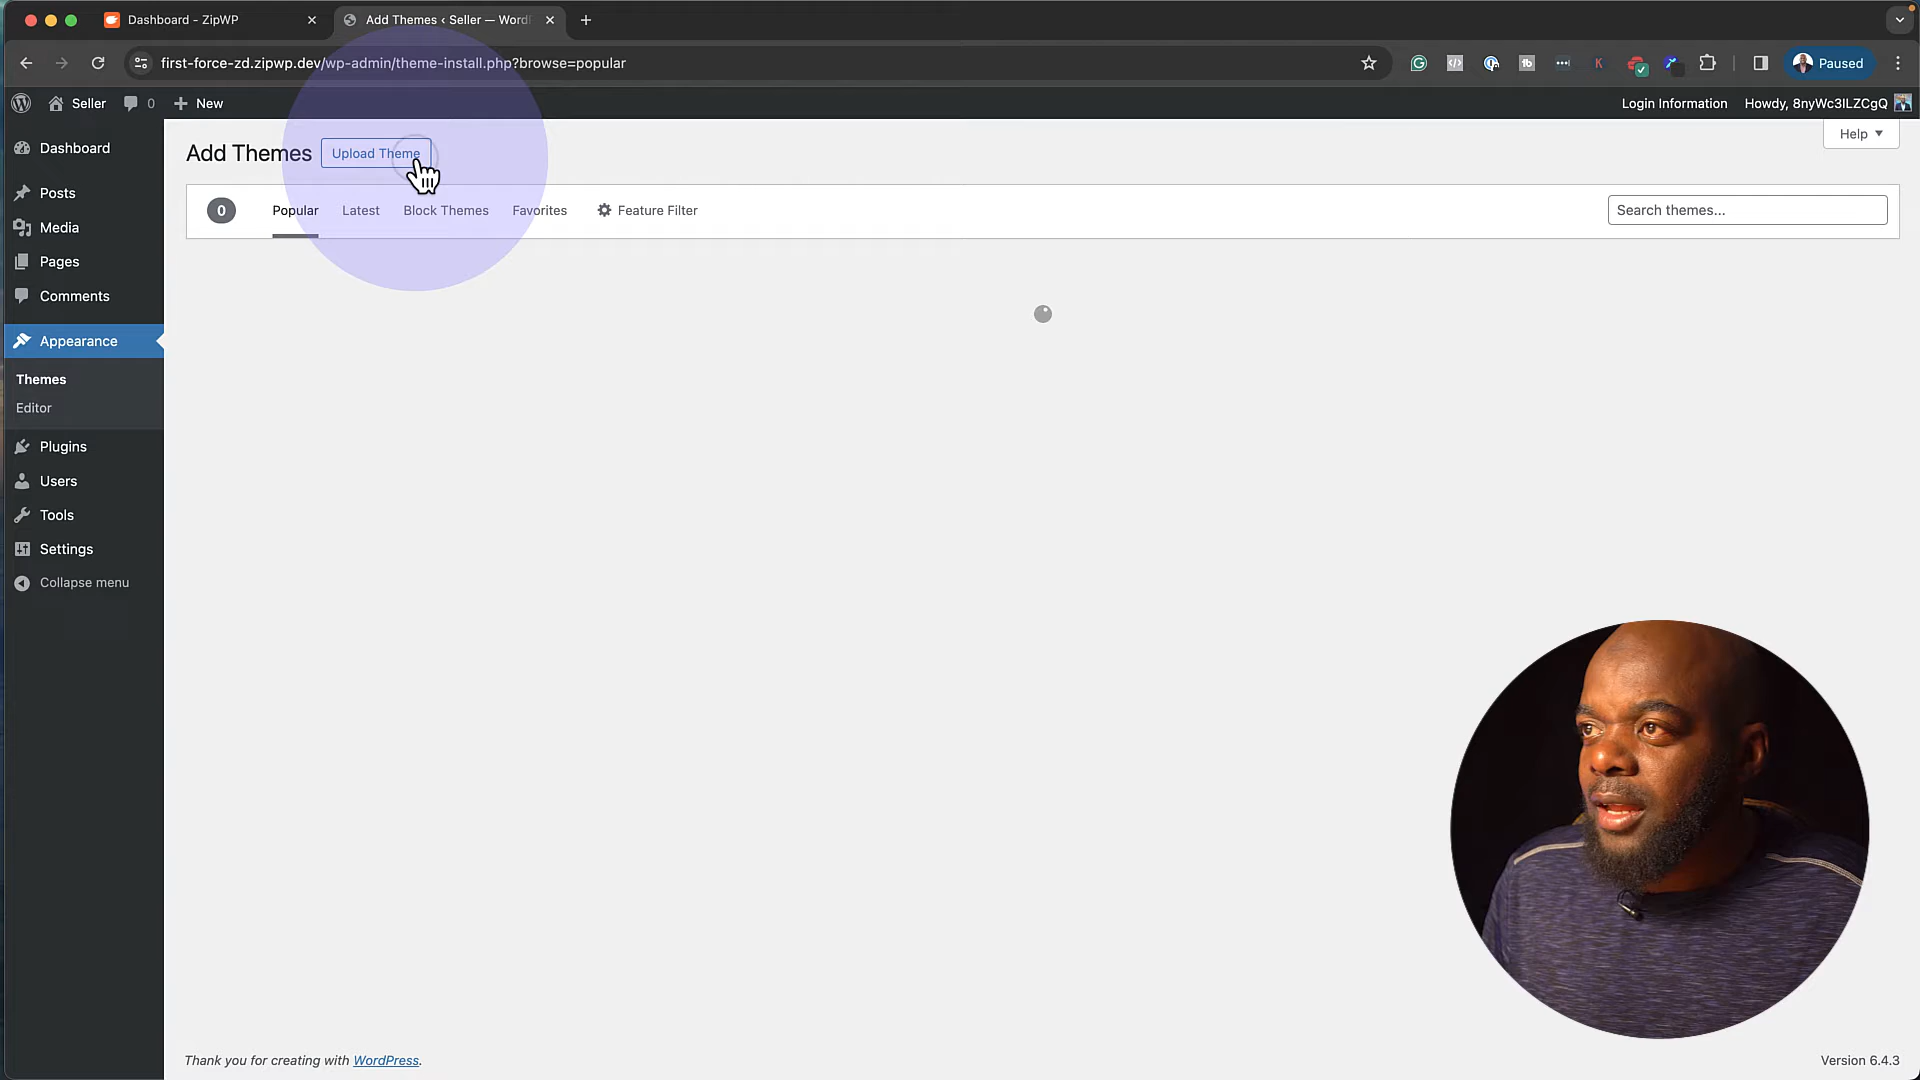 Dashboard - ZipWP
Add Themes ‹ Seller — Word
first-force-zd.zipwp.dev/wp-admin/theme-install.php?browse=popular
Paused
Seller
0
New
Login Information
Howdy, 8nyWc3ILZCgQ
Dashboard
Posts
Media
Pages
Comments
Appearance
Themes
Editor
Plugins
Users
Tools
Settings
Collapse menu
Add Themes
Upload Theme
Help
0
Popular
Latest
Block Themes
Favorites
Feature Filter
Search themes...
Thank you for creating with WordPress.
Version 6.4.3